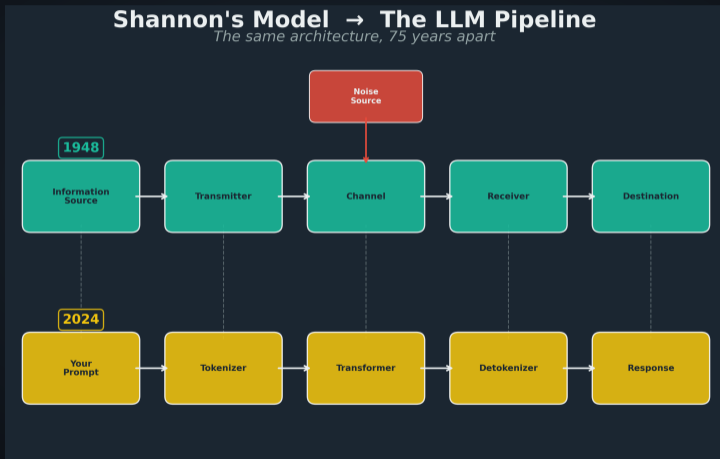 Shannon's Model → The LLM Pipeline
The same architecture, 75 years apart
Noise
Source
1948
Information
Source
Transmitter
Channel
Receiver
Destination
2024
Your
Prompt
Tokenizer
Transformer
Detokenizer
Response